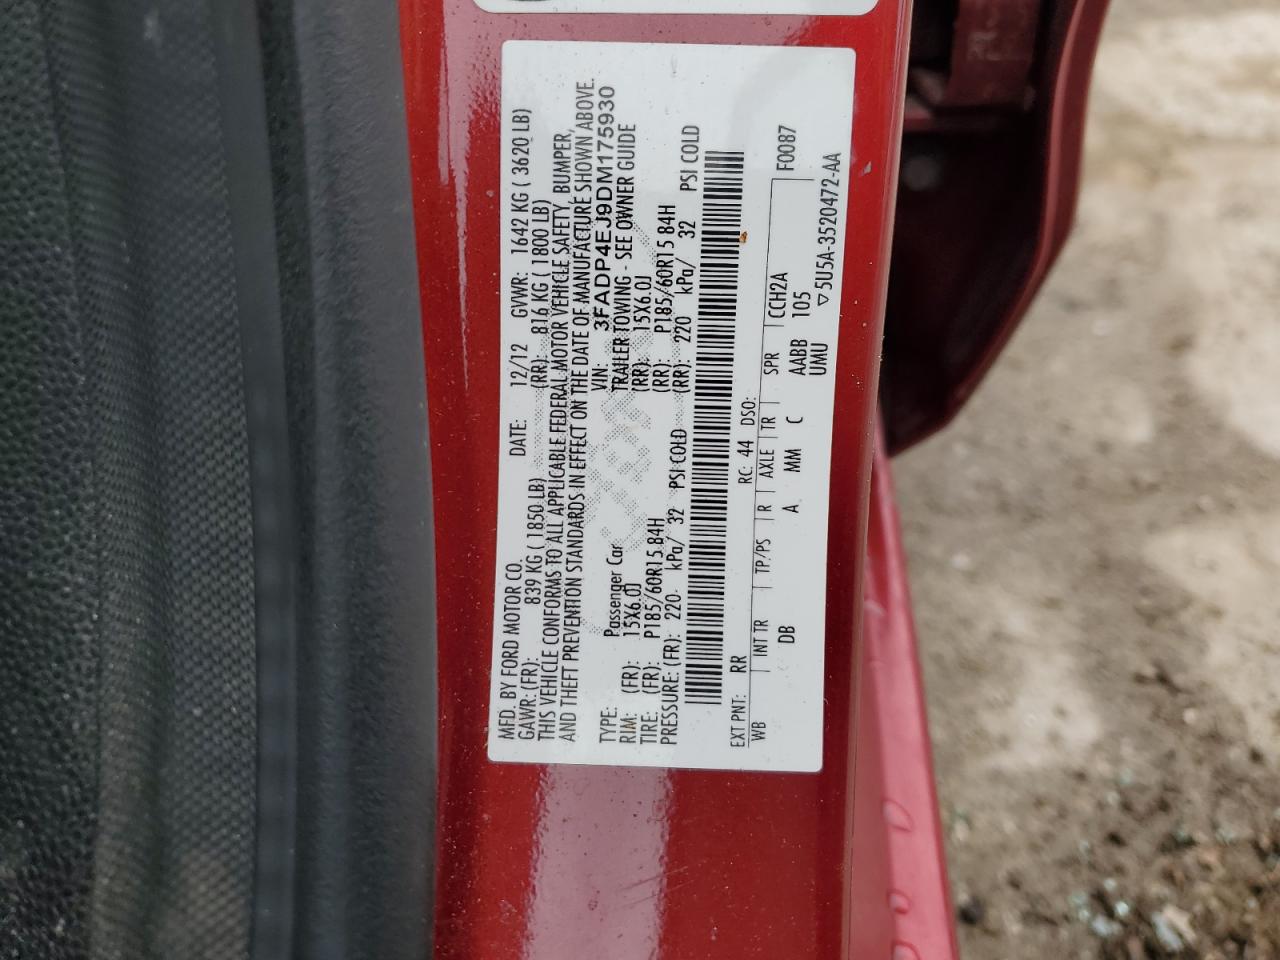 MFD. BY FORD MOTOR CO. DATE: 12/12 GVWR: 1642 KG ( 3620 LB)
GAWR: (FR): 839 KG ( 1850 LB) (RR): 816 KG ( 1800 LB)
THIS VEHICLE CONFORMS TO ALL APPLICABLE FEDERAL MOTOR VEHICLE SAFETY, BUMPER,
AND THEFT PREVENTION STANDARDS IN EFFECT ON THE DATE OF MANUFACTURE SHOWN ABOVE.
VIN: 3FADP4EJ9DM175930
TYPE: Passenger Car TRAILER TOWING - SEE OWNER GUIDE
RIM: (FR): 15X6.0J (RR): 15X6.0J
TIRE: (FR): P185/60R15 84H (RR): P185/60R15 84H
PRESSURE: (FR): 220 kPa/ 32 PSI COLD (RR): 220 kPa/ 32 PSI COLD
EXT PNT: RR RC: 44 DSO:
WB INT TR TP/PS R AXLE TR SPR CCH2A F0087
DB A MM C AABB 105
UMU ▽5U5A-3520472-AA